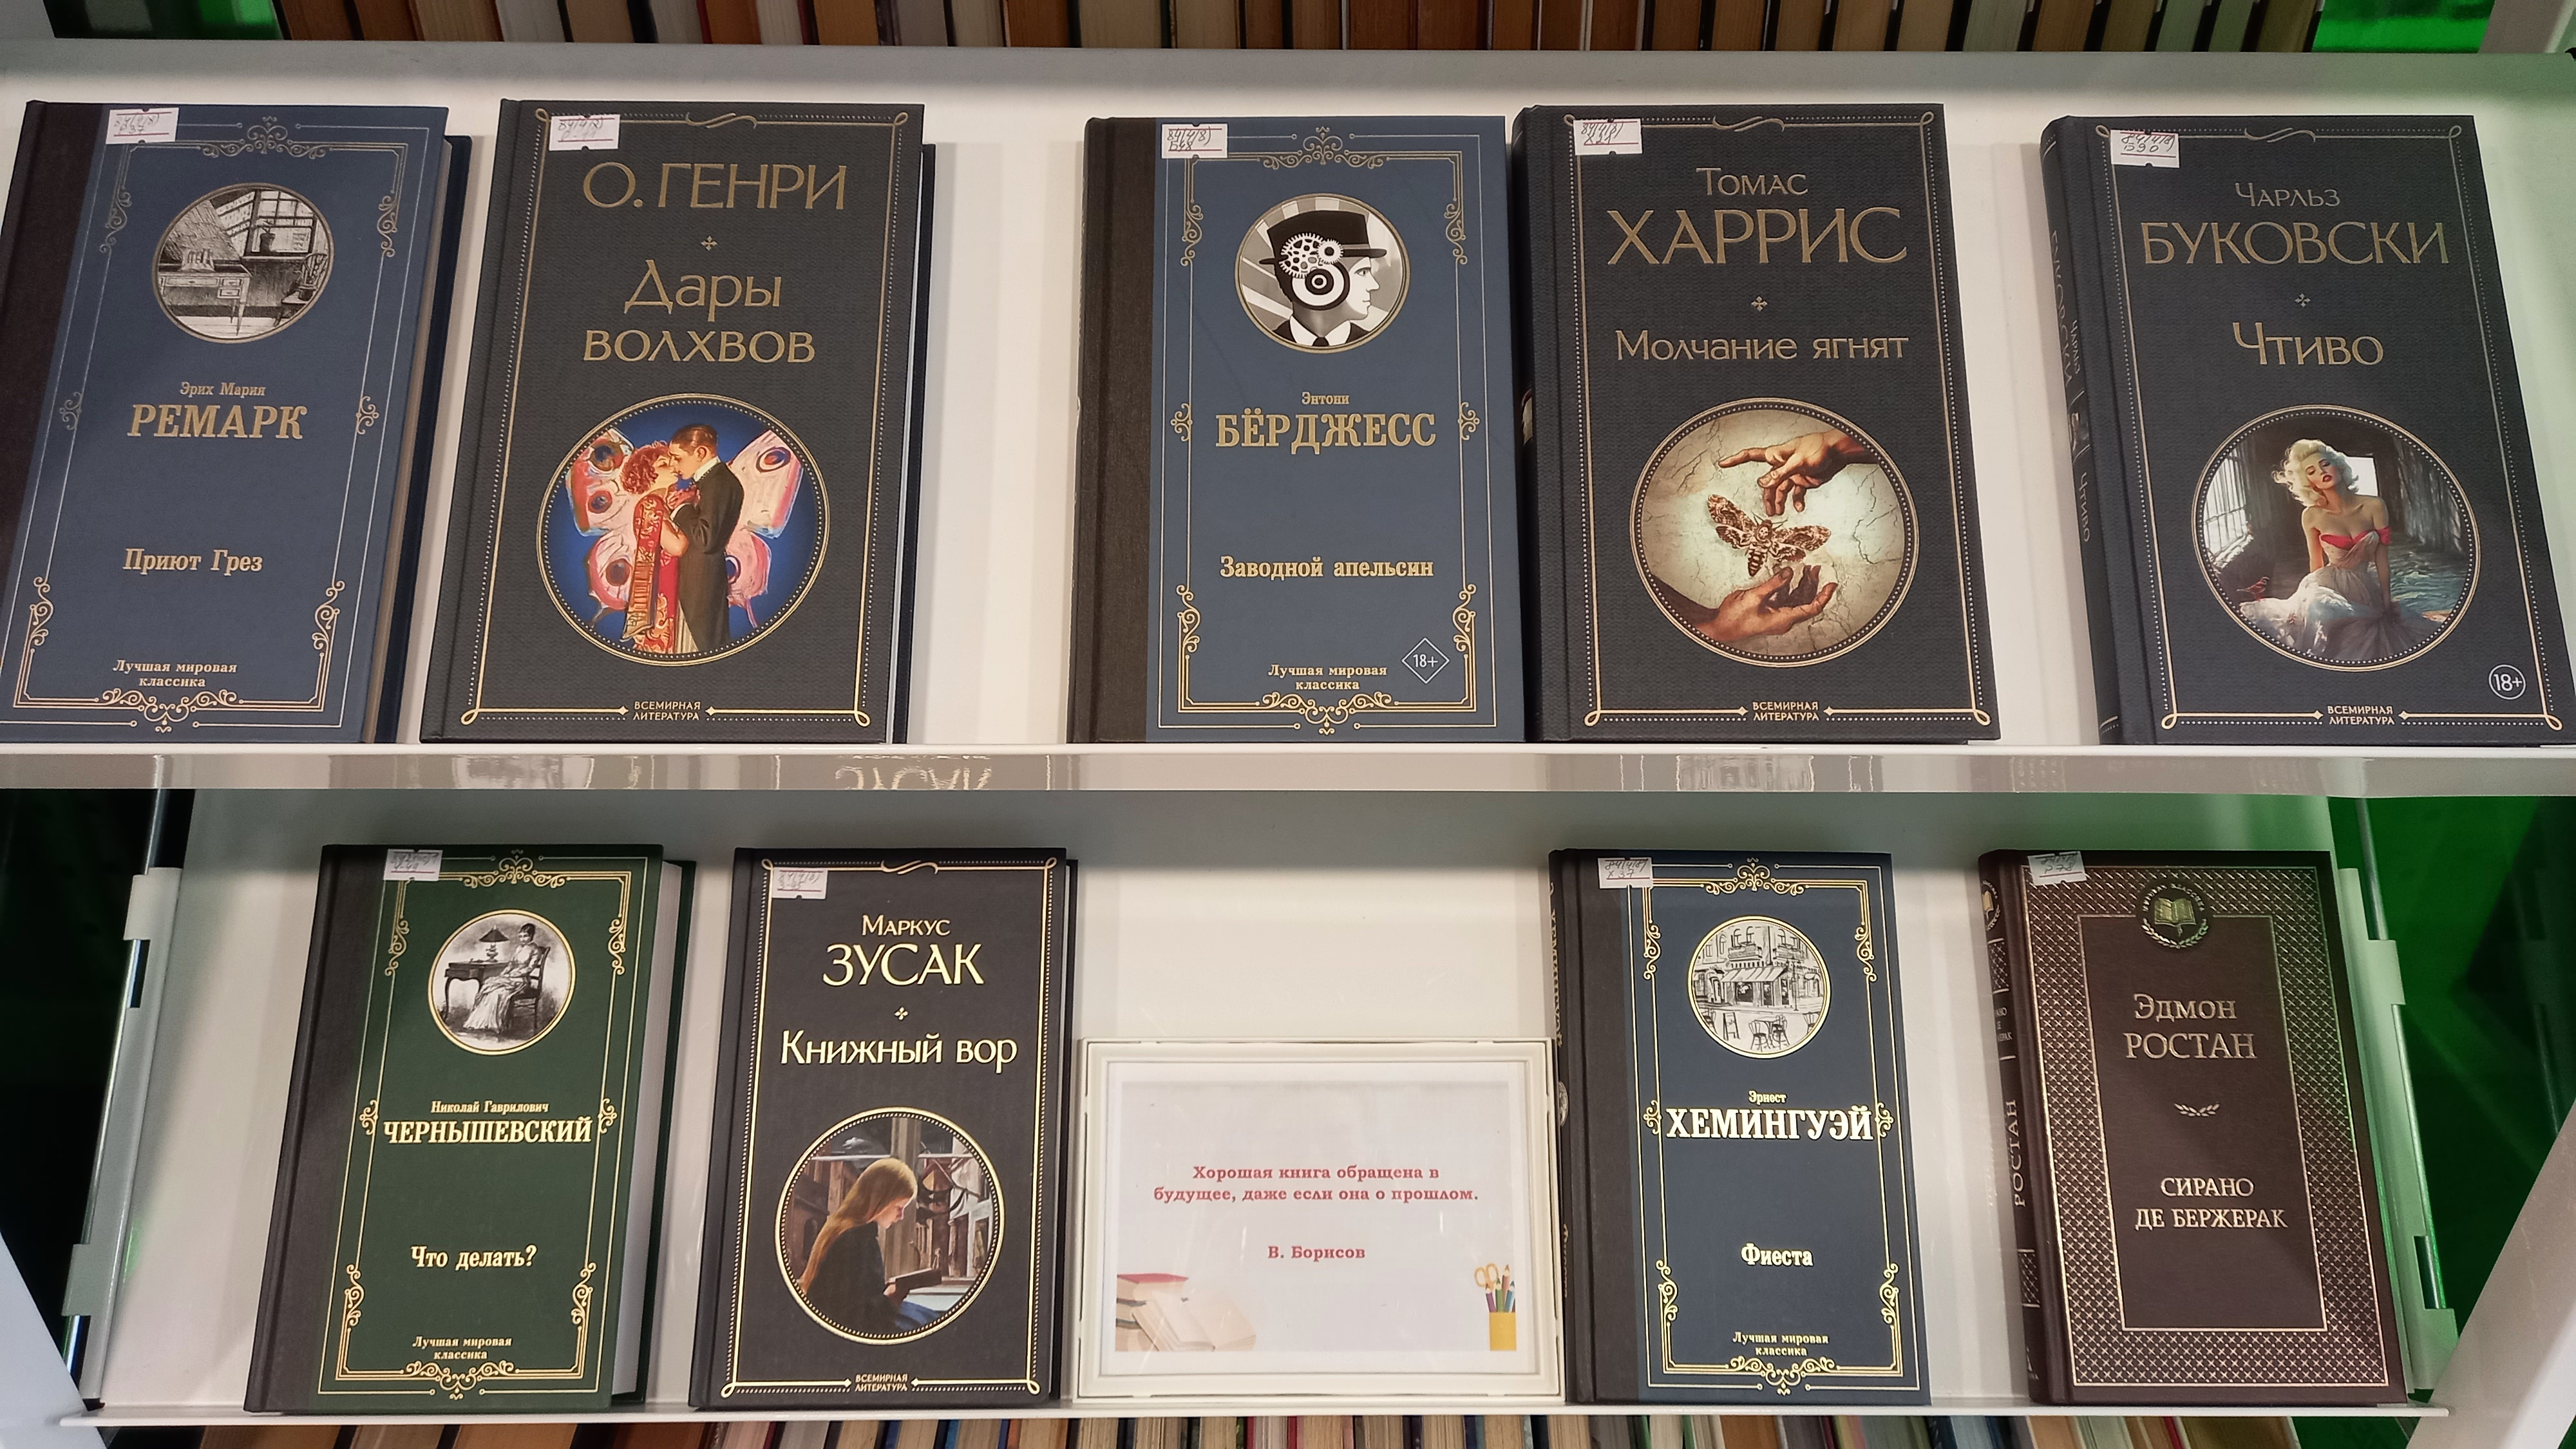 Эрих Мария
РЕМАРК
Приют Грез
Лучшая мировая
классика
О. ГЕНРИ
Дары
волхвов
ВСЕМИРНАЯ
ЛИТЕРАТУРА
Энтони
БЁРДЖЕСС
Заводной апельсин
18+
Лучшая мировая
классика
Томас
ХАРРИС
Молчание ягнят
ВСЕМИРНАЯ
ЛИТЕРАТУРА
Чарльз
БУКОВСКИ
Чтиво
18+
ВСЕМИРНАЯ
ЛИТЕРАТУРА
Николай Гаврилович
ЧЕРНЫШЕВСКИЙ
Что делать?
Лучшая мировая
классика
Маркус
ЗУСАК
Книжный вор
ВСЕМИРНАЯ
ЛИТЕРАТУРА
Хорошая книга обращена в
будущее, даже если она о прошлом.
В. Борисов
Эрнест
ХЕМИНГУЭЙ
Фиеста
Лучшая мировая
классика
РОСТАН
Эдмон
РОСТАН
СИРАНО
ДЕ БЕРЖЕРАК